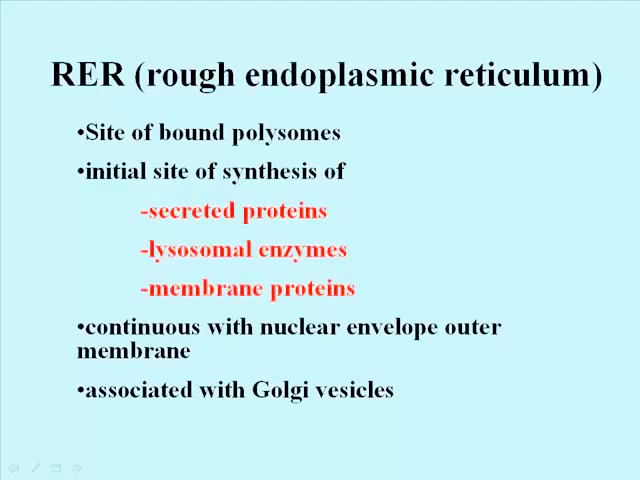 RER (rough endoplasmic reticulum)
•Site of bound polysomes
•initial site of synthesis of
-secreted proteins
-lysosomal enzymes
-membrane proteins
•continuous with nuclear envelope outer
membrane
•associated with Golgi vesicles